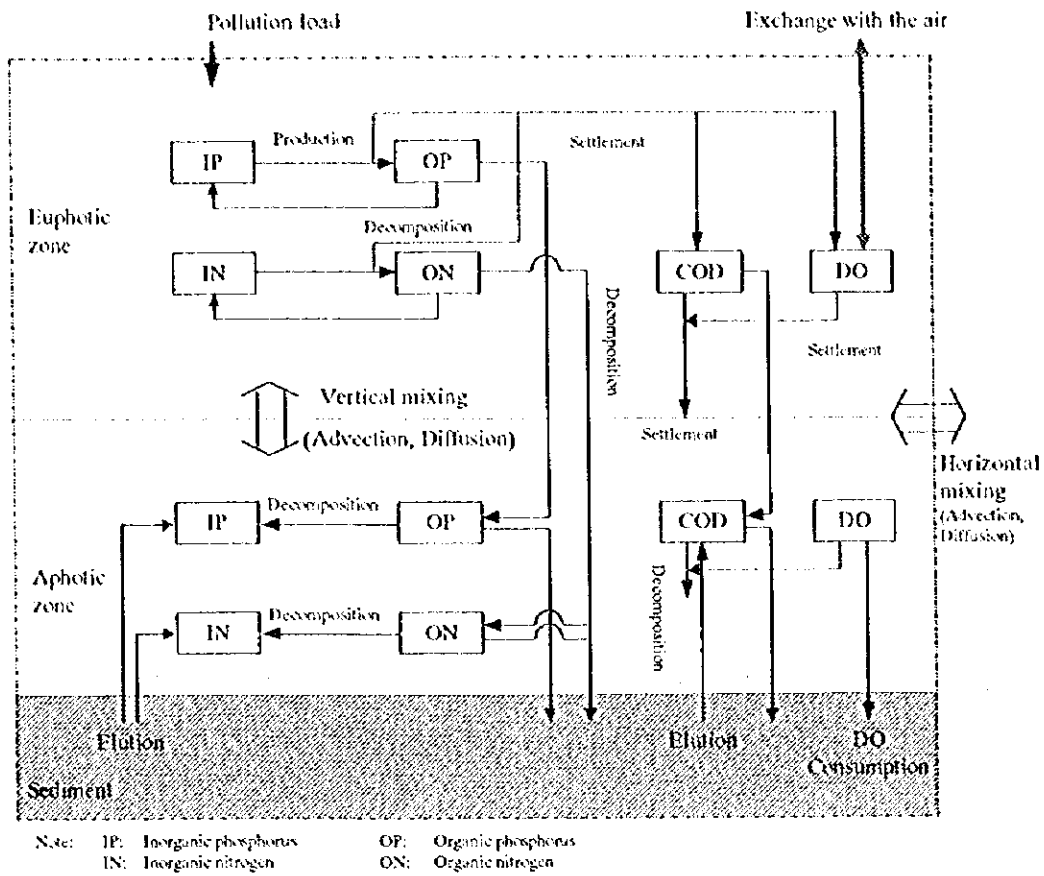 Pollution load
Exchange with the air
Production
Settlement
IP
OP
Euphotic
zone
Decomposition
IN
ON
COD
DO
Decomposition
Settlement
Vertical mixing
(Advection, Diffusion)
Settlement
Horizontal
mixing
(Advection,
Diffusion)
Decomposition
IP
OP
COD
DO
Aphotic
zone
Decomposition
Decomposition
IN
ON
Elution
Elution
DO
Consumption
Sediment
Note: IP: Inorganic phosphorus OP: Organic phosphorus
IN: Inorganic nitrogen ON: Organic nitrogen